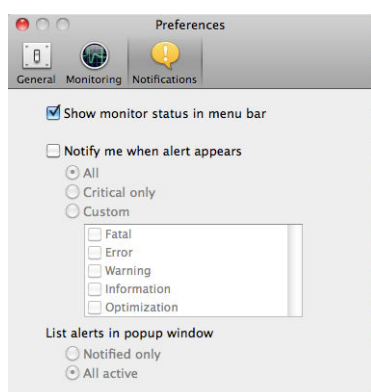 Preferences
General Monitoring Notifications
Show monitor status in menu bar
Notify me when alert appears
All
Critical only
Custom
Fatal
Error
Warning
Information
Optimization
List alerts in popup window
Notified only
All active